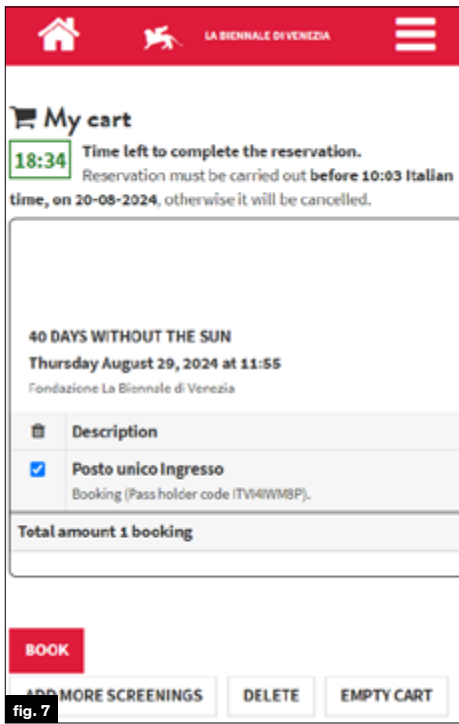 LA BIENNALE DI VENEZIA
My cart
18:34
Time left to complete the reservation.
Reservation must be carried out before 10:03 Italian
time, on 20-08-2024, otherwise it will be cancelled.
40 DAYS WITHOUT THE SUN
Thursday August 29, 2024 at 11:55
Fondazione La Biennale di Venezia
Description
Posto unico Ingresso
Booking (Pass holder code
Total amount 1 booking
BOOK
ADD MORE SCREENINGS
DELETE
EMPTY CART
fig. 7